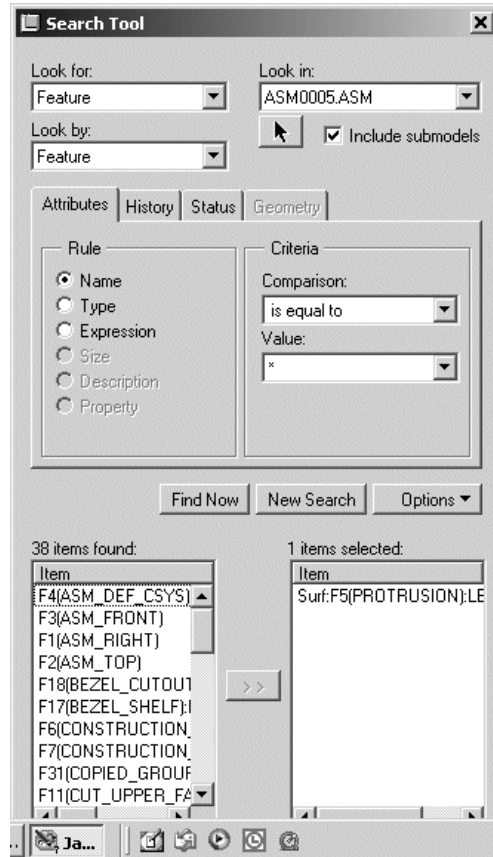 Search Tool
Look for:
Look in:
Feature
ASM0005.ASM
Look by:
Include submodels
Feature
Attributes History Status Geometry
Rule
Criteria
Name
Comparison:
Type
is equal to
Expression
Value:
Size
*
Description
Property
Find Now New Search Options
38 items found:
1 items selected:
Item
Item
F4(ASM_DEF_CSYS)
Surf:F5(PROTRUSION):LE
F3(ASM_FRONT)
F1(ASM_RIGHT)
F2(ASM_TOP)
F18(BEZEL_CUTOUT
F17(BEZEL_SHELF):
>>
F6(CONSTRUCTION_
F7(CONSTRUCTION_
F31(COPIED_GROUP
F11(CUT_UPPER_FA
Ja...